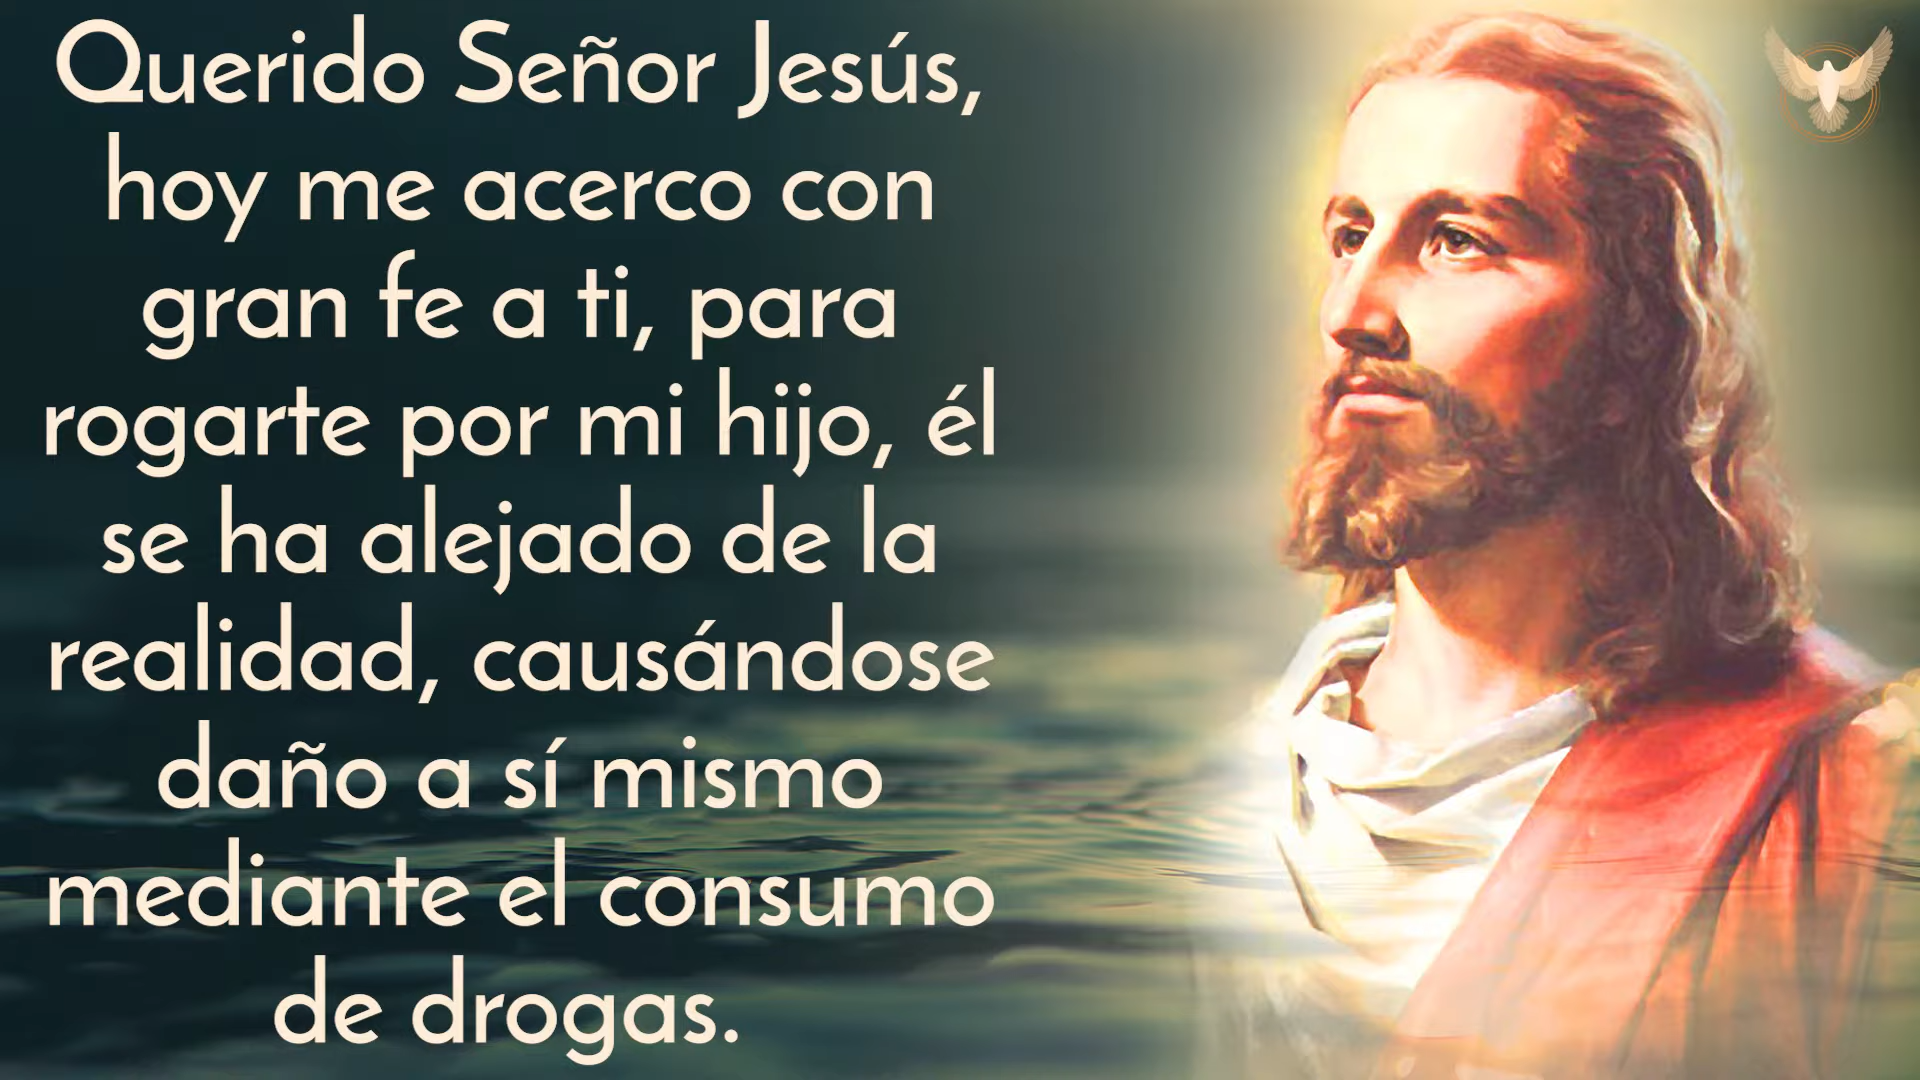 Querido Señor Jesús,
hoy me acerco con
gran fe a ti, para
rogarte por mi hijo, él
se ha alejado de la
realidad, causándose
daño a sí mismo
mediante el consumo
de drogas.